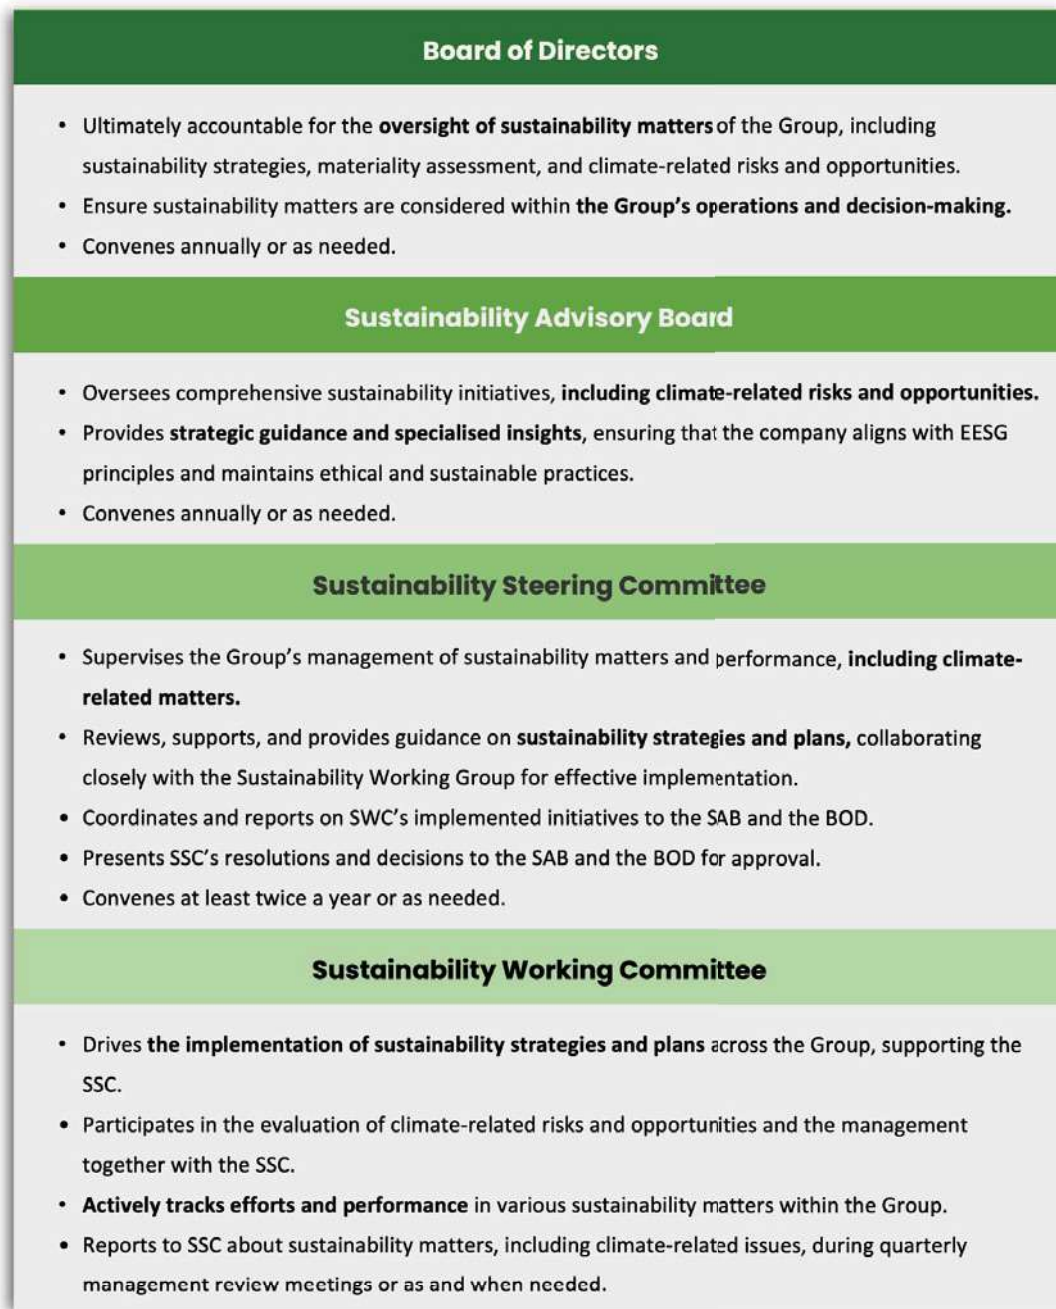 Board of Directors
• Ultimately accountable for the oversight of sustainability matters of the Group, including
sustainability strategies, materiality assessment, and climate-related risks and opportunities.
• Ensure sustainability matters are considered within the Group's operations and decision-making.
• Convenes annually or as needed.
Sustainability Advisory Board
• Oversees comprehensive sustainability initiatives, including climate-related risks and opportunities.
• Provides strategic guidance and specialised insights, ensuring that the company aligns with EESG
principles and maintains ethical and sustainable practices.
• Convenes annually or as needed.
Sustainability Steering Committee
• Supervises the Group's management of sustainability matters and performance, including climate-
related matters.
• Reviews, supports, and provides guidance on sustainability strategies and plans, collaborating
closely with the Sustainability Working Group for effective implementation.
• Coordinates and reports on SWC's implemented initiatives to the SAB and the BOD.
• Presents SSC's resolutions and decisions to the SAB and the BOD for approval.
• Convenes at least twice a year or as needed.
Sustainability Working Committee
• Drives the implementation of sustainability strategies and plans across the Group, supporting the
SSC.
• Participates in the evaluation of climate-related risks and opportunities and the management
together with the SSC.
• Actively tracks efforts and performance in various sustainability matters within the Group.
• Reports to SSC about sustainability matters, including climate-related issues, during quarterly
management review meetings or as and when needed.